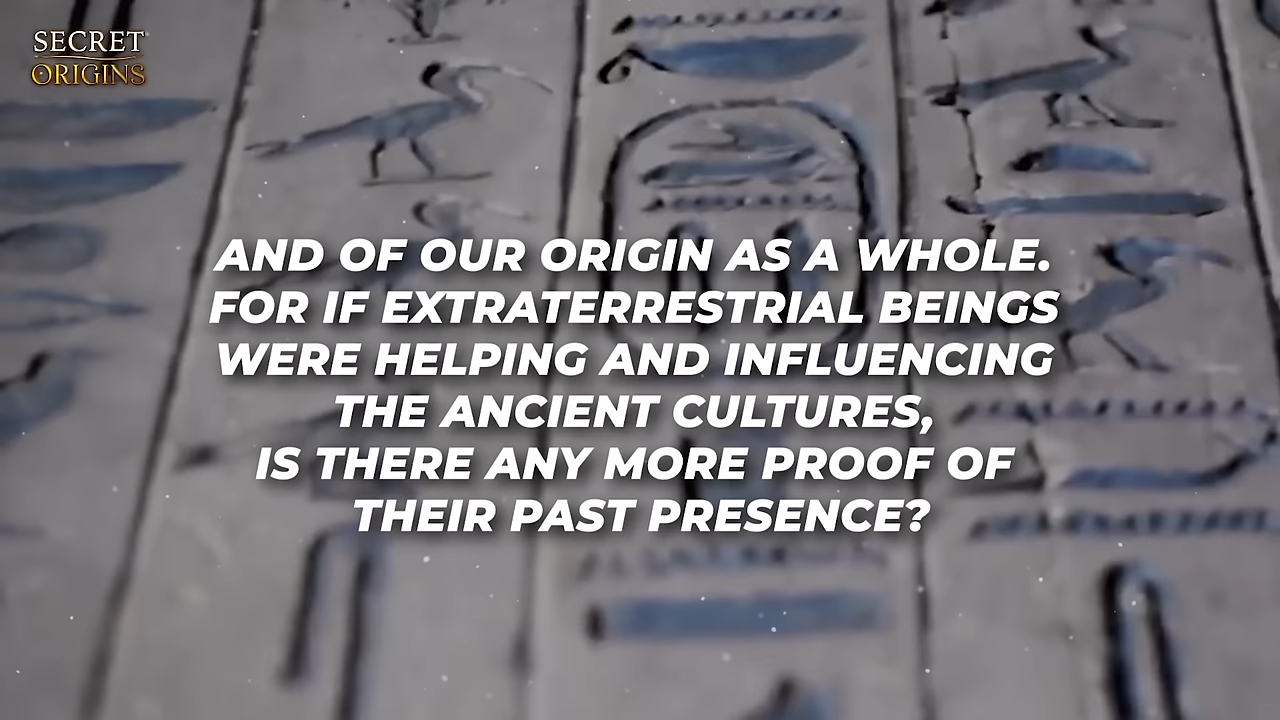 SECRET
ORIGINS
AND OF OUR ORIGIN AS A WHOLE.
FOR IF EXTRATERRESTRIAL BEINGS
WERE HELPING AND INFLUENCING
THE ANCIENT CULTURES,
IS THERE ANY MORE PROOF OF
THEIR PAST PRESENCE?